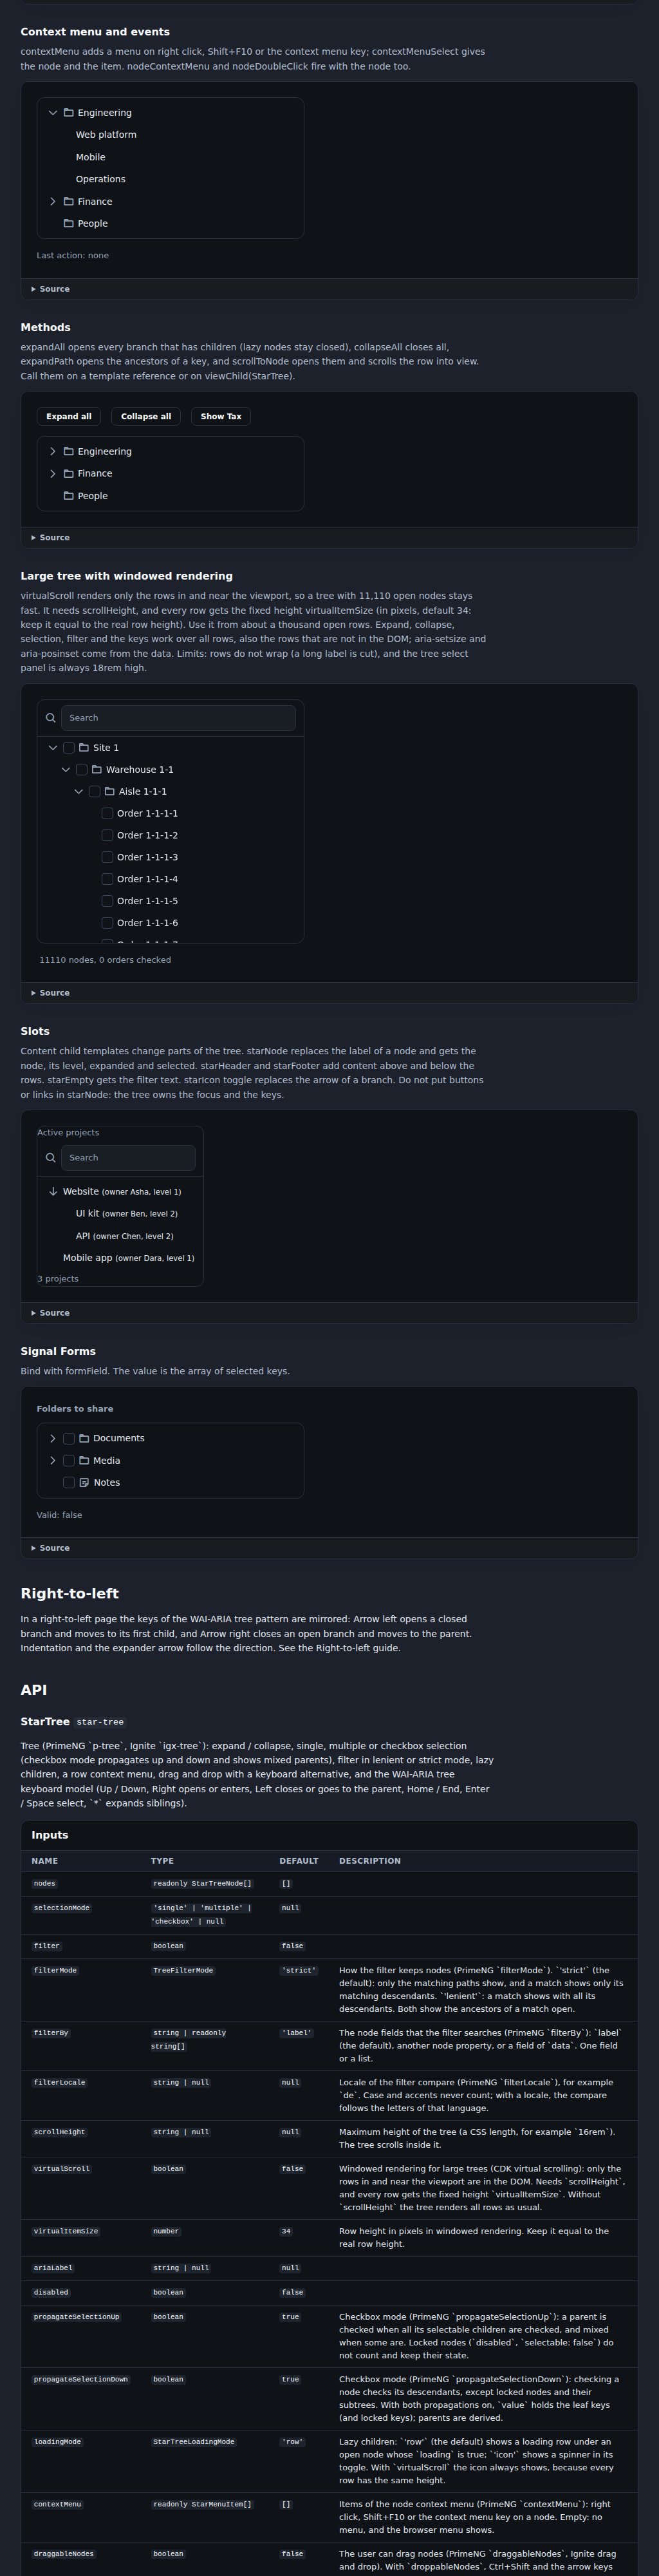 Context menu and events
contextMenu adds a menu on right click, Shift+F10 or the context menu key; contextMenuSelect gives
the node and the item. nodeContextMenu and nodeDoubleClick fire with the node too.
Engineering
Web platform
Mobile
Operations
Finance
People
Last action: none
Source
Methods
expandAll opens every branch that has children (lazy nodes stay closed), collapseAll closes all,
expandPath opens the ancestors of a key, and scrollToNode opens them and scrolls the row into view.
Call them on a template reference or on viewChild(StarTree).
Expand all Collapse all Show Tax
Engineering
Finance
People
Source
Large tree with windowed rendering
virtualScroll renders only the rows in and near the viewport, so a tree with 11,110 open nodes stays
fast. It needs scrollHeight, and every row gets the fixed height virtualItemSize (in pixels, default 34:
keep it equal to the real row height). Use it from about a thousand open rows. Expand, collapse,
selection, filter and the keys work over all rows, also the rows that are not in the DOM; aria-setsize and
aria-posinset come from the data. Limits: rows do not wrap (a long label is cut), and the tree select
panel is always 18rem high.
Search
Site 1
Warehouse 1-1
Aisle 1-1-1
Order 1-1-1-1
Order 1-1-1-2
Order 1-1-1-3
Order 1-1-1-4
Order 1-1-1-5
Order 1-1-1-6
11110 nodes, 0 orders checked
Source
Slots
Content child templates change parts of the tree. starNode replaces the label of a node and gets the
node, its level, expanded and selected. starHeader and starFooter add content above and below the
rows. starEmpty gets the filter text. starIcon toggle replaces the arrow of a branch. Do not put buttons
or links in starNode: the tree owns the focus and the keys.
Active projects
Search
Website (owner Asha, level 1)
UI kit (owner Ben, level 2)
API (owner Chen, level 2)
Mobile app (owner Dara, level 1)
3 projects
Source
Signal Forms
Bind with formField. The value is the array of selected keys.
Folders to share
Documents
Media
Notes
Valid: false
Source
Right-to-left
In a right-to-left page the keys of the WAI-ARIA tree pattern are mirrored: Arrow left opens a closed
branch and moves to its first child, and Arrow right closes an open branch and moves to the parent.
Indentation and the expander arrow follow the direction. See the Right-to-left guide.
API
StarTree star-tree
Tree (PrimeNG `p-tree`, Ignite `igx-tree`): expand / collapse, single, multiple or checkbox selection
(checkbox mode propagates up and down and shows mixed parents), filter in lenient or strict mode, lazy
children, a row context menu, drag and drop with a keyboard alternative, and the WAI-ARIA tree
keyboard model (Up / Down, Right opens or enters, Left closes or goes to the parent, Home / End, Enter
/ Space select, `*` expands siblings).
Inputs
NAME TYPE DEFAULT DESCRIPTION
nodes readonly StarTreeNode[] []
selectionMode 'single' | 'multiple' | null
'checkbox' | null
filter boolean false
filterMode TreeFilterMode 'strict' How the filter keeps nodes (PrimeNG `filterMode`). `'strict'` (the
default): only the matching paths show, and a match shows only its
matching descendants. `'lenient'`: a match shows with all its
descendants. Both show the ancestors of a match open.
filterBy string | readonly 'label' The node fields that the filter searches (PrimeNG `filterBy`): `label`
string[] (the default), another node property, or a field of `data`. One field
or a list.
filterLocale string | null null Locale of the filter compare (PrimeNG `filterLocale`), for example
`de`. Case and accents never count; with a locale, the compare
follows the letters of that language.
scrollHeight string | null null Maximum height of the tree (a CSS length, for example `16rem`).
The tree scrolls inside it.
virtualScroll boolean false Windowed rendering for large trees (CDK virtual scrolling): only the
rows in and near the viewport are in the DOM. Needs `scrollHeight`,
and every row gets the fixed height `virtualItemSize`. Without
`scrollHeight` the tree renders all rows as usual.
virtualItemSize number 34 Row height in pixels in windowed rendering. Keep it equal to the
real row height.
ariaLabel string | null null
disabled boolean false
propagateSelectionUp boolean true Checkbox mode (PrimeNG `propagateSelectionUp`): a parent is
checked when all its selectable children are checked, and mixed
when some are. Locked nodes (`disabled`, `selectable: false`) do
not count and keep their state.
propagateSelectionDown boolean true Checkbox mode (PrimeNG `propagateSelectionDown`): checking a
node checks its descendants, except locked nodes and their
subtrees. With both propagations on, `value` holds the leaf keys
(and locked keys); parents are derived.
loadingMode StarTreeLoadingMode 'row' Lazy children: `'row'` (the default) shows a loading row under an
open node whose `loading` is true; `'icon'` shows a spinner in its
toggle. With `virtualScroll` the icon always shows, because every
row has the same height.
contextMenu readonly StarMenuItem[] [] Items of the node context menu (PrimeNG `contextMenu`): right
click, Shift+F10 or the context menu key on a node. Empty: no
menu, and the browser menu shows.
draggableNodes boolean false The user can drag nodes (PrimeNG `draggableNodes`, Ignite drag
and drop). With `droppableNodes`, Ctrl+Shift and the arrow keys